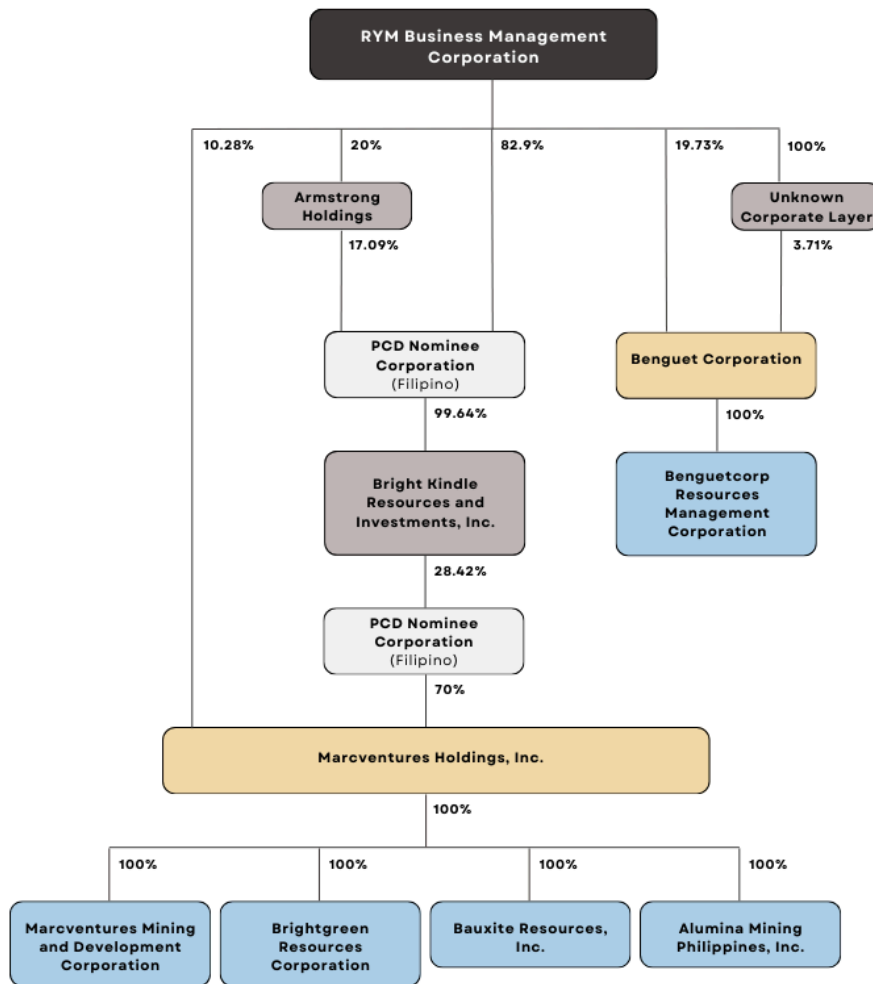 RYM Business Management
Corporation
10.28%
20%
82.9%
19.73%
100%
Armstrong
Holdings
Unknown
Corporate Layer
17.09%
3.71%
PCD Nominee
Corporation
(Filipino)
Benguet Corporation
99.64%
100%
Bright Kindle
Resources and
Investments, Inc.
Benguetcorp
Resources
Management
Corporation
28.42%
PCD Nominee
Corporation
(Filipino)
70%
Marcventures Holdings, Inc.
100%
100%
100%
100%
100%
Marcventures Mining
and Development
Corporation
Brightgreen
Resources
Corporation
Bauxite Resources,
Inc.
Alumina Mining
Philippines, Inc.